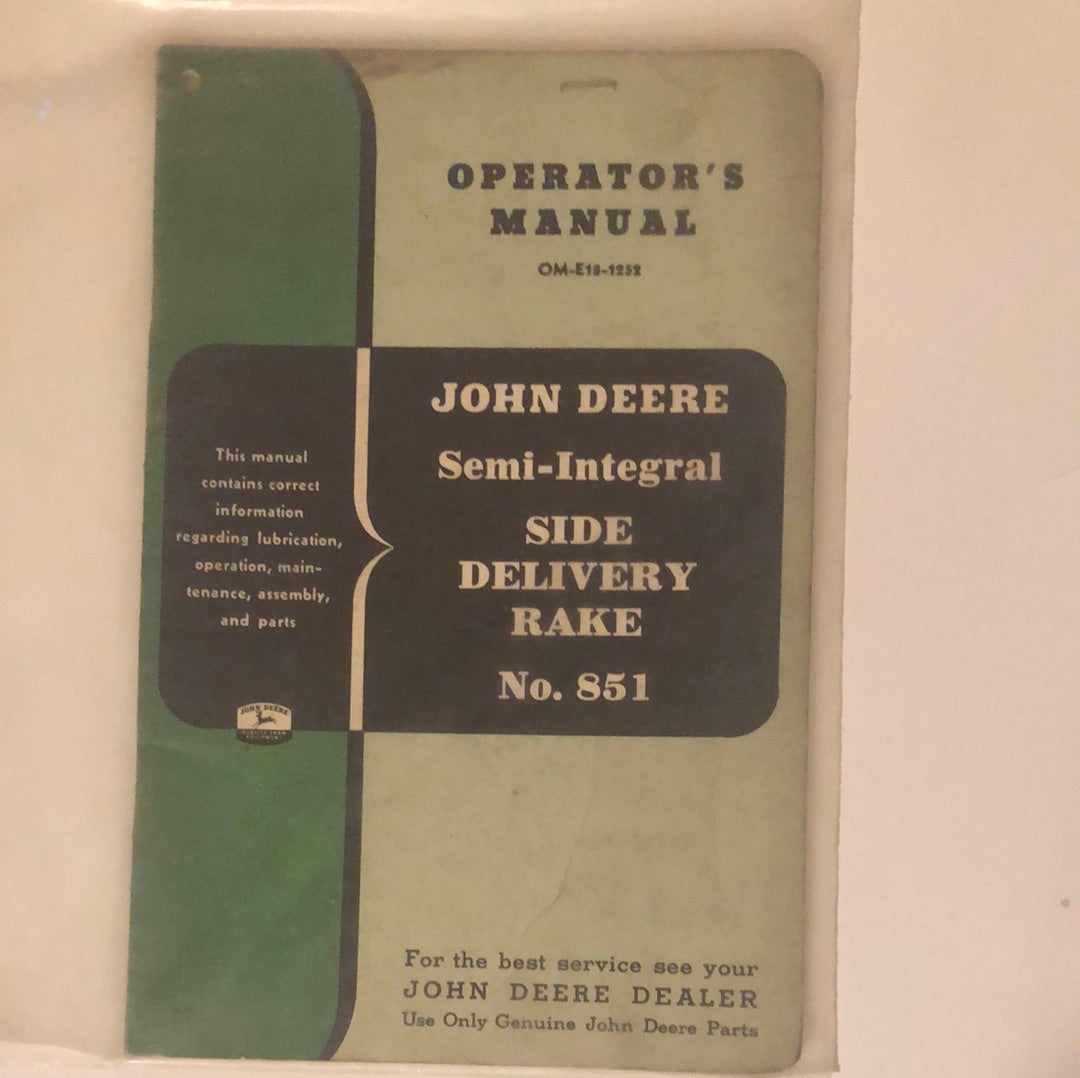 OPERATOR'S
MANUAL
OM-E18-1252
This manual
contains correct
information
regarding lubrication,
operation, main-
tenance, assembly,
and parts
JOHN DEERE
Semi-Integral
SIDE
DELIVERY
RAKE
No. 851
JOHN DEERE
For the best service see your
JOHN DEERE DEALER
Use Only Genuine John Deere Parts